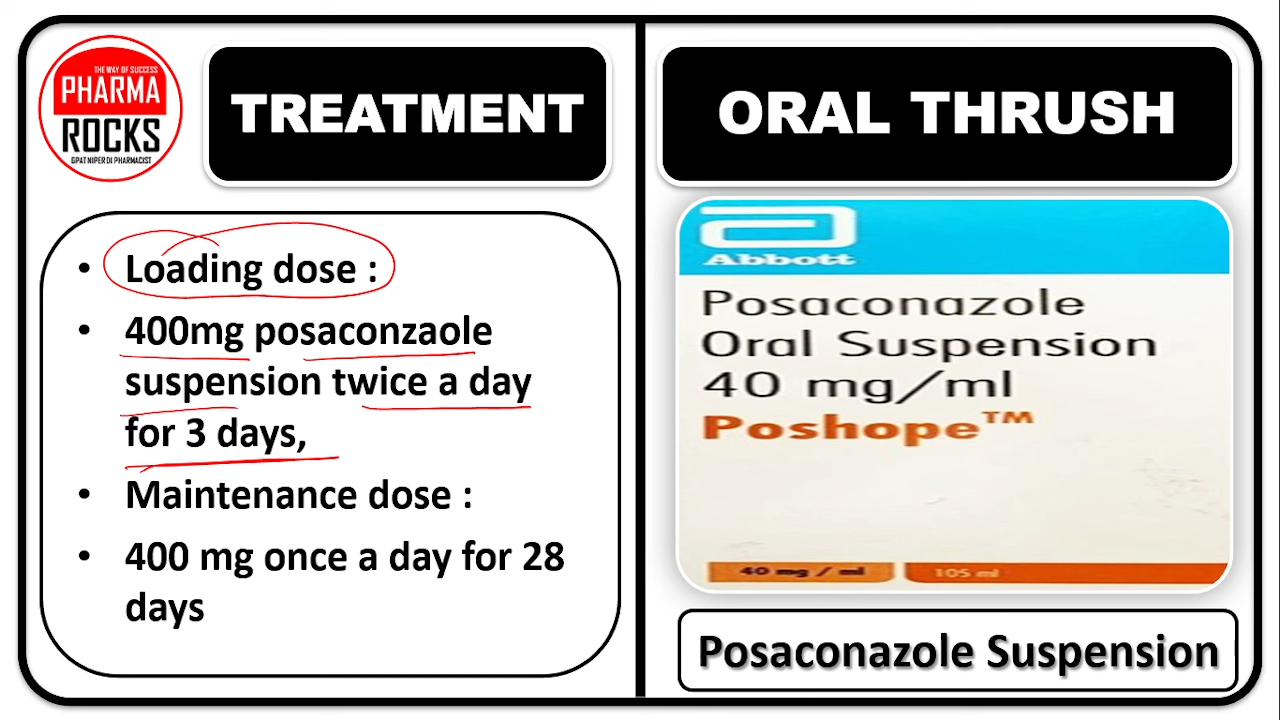 THE WAY OF SUCCESS
PHARMA
ROCKS
GPAT NIPER DI PHARMACIST
TREATMENT
• Loading dose :
• 400mg posaconzaole
suspension twice a day
for 3 days,
• Maintenance dose :
• 400 mg once a day for 28
days
ORAL THRUSH
Abbott
Posaconazole
Oral Suspension
40 mg/ml
Poshope™
40 mg / ml
105 ml
Posaconazole Suspension